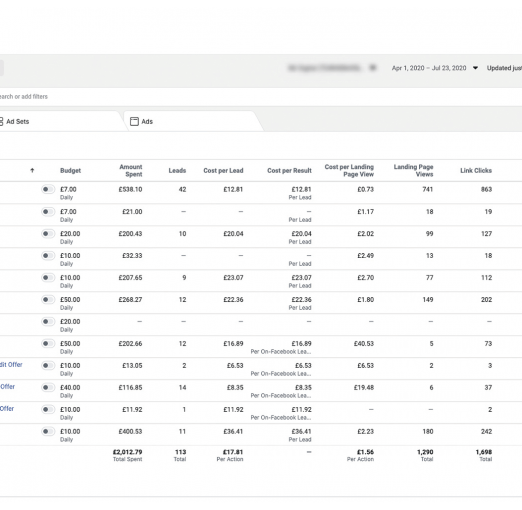 Apr 1, 2020 – Jul 23, 2020 Updated just
earch or add filters
Ad Sets Ads
Budget Amount Spent Leads Cost per Lead Cost per Result Cost per Landing Page View Landing Page Views Link Clicks
£7.00 £538.10 42 £12.81 £12.81 £0.73 741 863
Daily Per Lead
£7.00 £21.00 — — — £1.17 18 19
Daily Per Lead
£20.00 £200.43 10 £20.04 £20.04 £2.02 99 127
Daily Per Lead
£10.00 £32.33 — — — £2.49 13 18
Daily Per Lead
£10.00 £207.65 9 £23.07 £23.07 £2.70 77 112
Daily Per Lead
£50.00 £268.27 12 £22.36 £22.36 £1.80 149 202
Daily Per Lead
£20.00 — — — — — — —
Daily Per Lead
£50.00 £202.66 12 £16.89 £16.89 £40.53 5 73
Daily Per On-Facebook Lea...
dit Offer £10.00 £13.05 2 £6.53 £6.53 £6.53 2 3
Daily Per On-Facebook Lea...
Offer £40.00 £116.85 14 £8.35 £8.35 £19.48 6 37
Daily Per On-Facebook Lea...
Offer £10.00 £11.92 1 £11.92 £11.92 — — 2
Daily Per On-Facebook Lea...
£10.00 £400.53 11 £36.41 £36.41 £2.23 180 242
Daily Per Lead
£2,012.79 113 £17.81 — £1.56 1,290 1,698
Total Spent Total Per Action Per Action Total Total